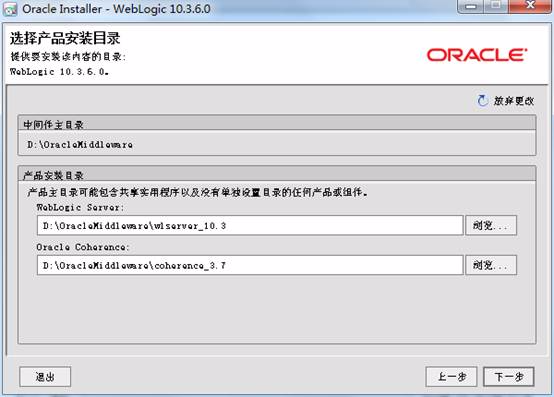 Oracle Installer - WebLogic 10.3.6.0
选择产品安装目录
提供要安装该内容的目录:
WebLogic 10.3.6.0。
ORACLE
放弃更改
中间件主目录
D:\OracleMiddleware
产品安装目录
产品主目录可能包含共享实用程序以及没有单独设置目录的任何产品或组件。
WebLogic Server:
D:\OracleMiddleware\wlserver_10.3
浏览...
Oracle Coherence:
D:\OracleMiddleware\coherence_3.7
浏览...
退出
上一步
下一步